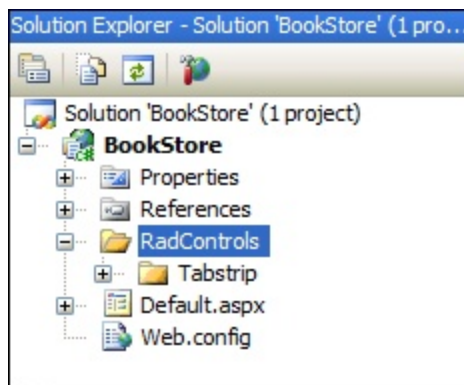 Solution Explorer - Solution 'BookStore' (1 pro...
Solution 'BookStore' (1 project)
BookStore
Properties
References
RadControls
Tabstrip
Default.aspx
Web.config